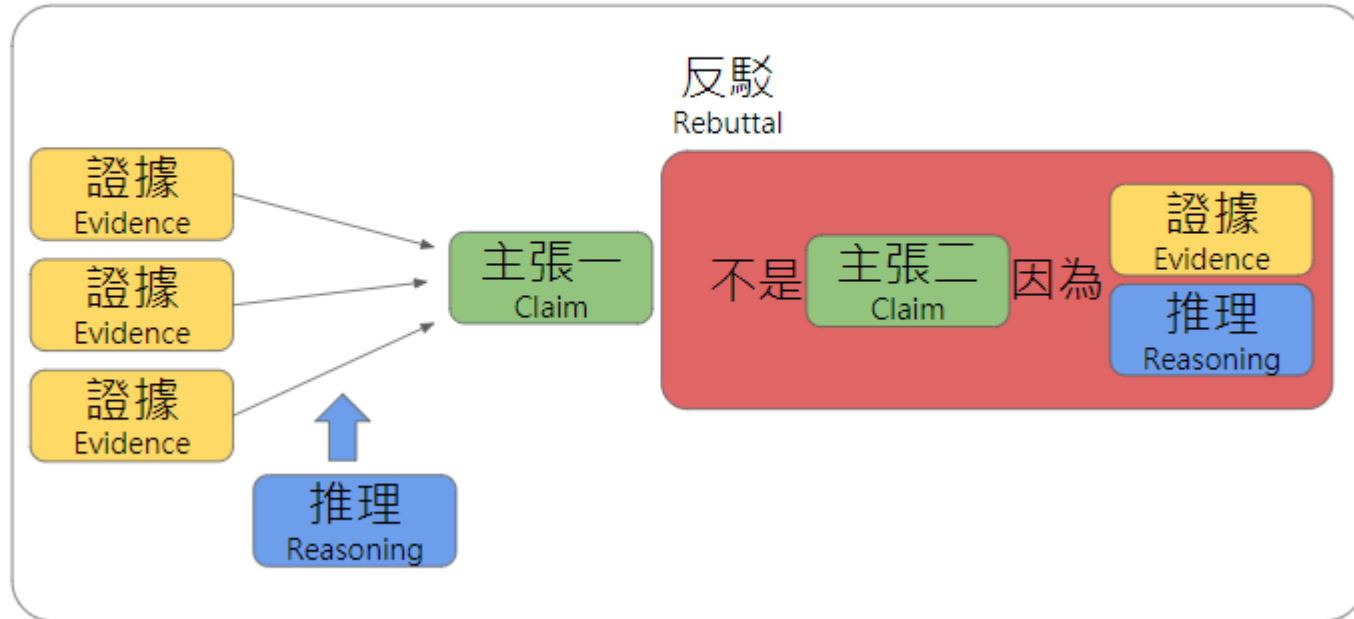 反駁
Rebuttal
證據
Evidence
證據
Evidence
證據
Evidence
推理
Reasoning
主張一
Claim
不是
主張二
Claim
因為
證據
Evidence
推理
Reasoning